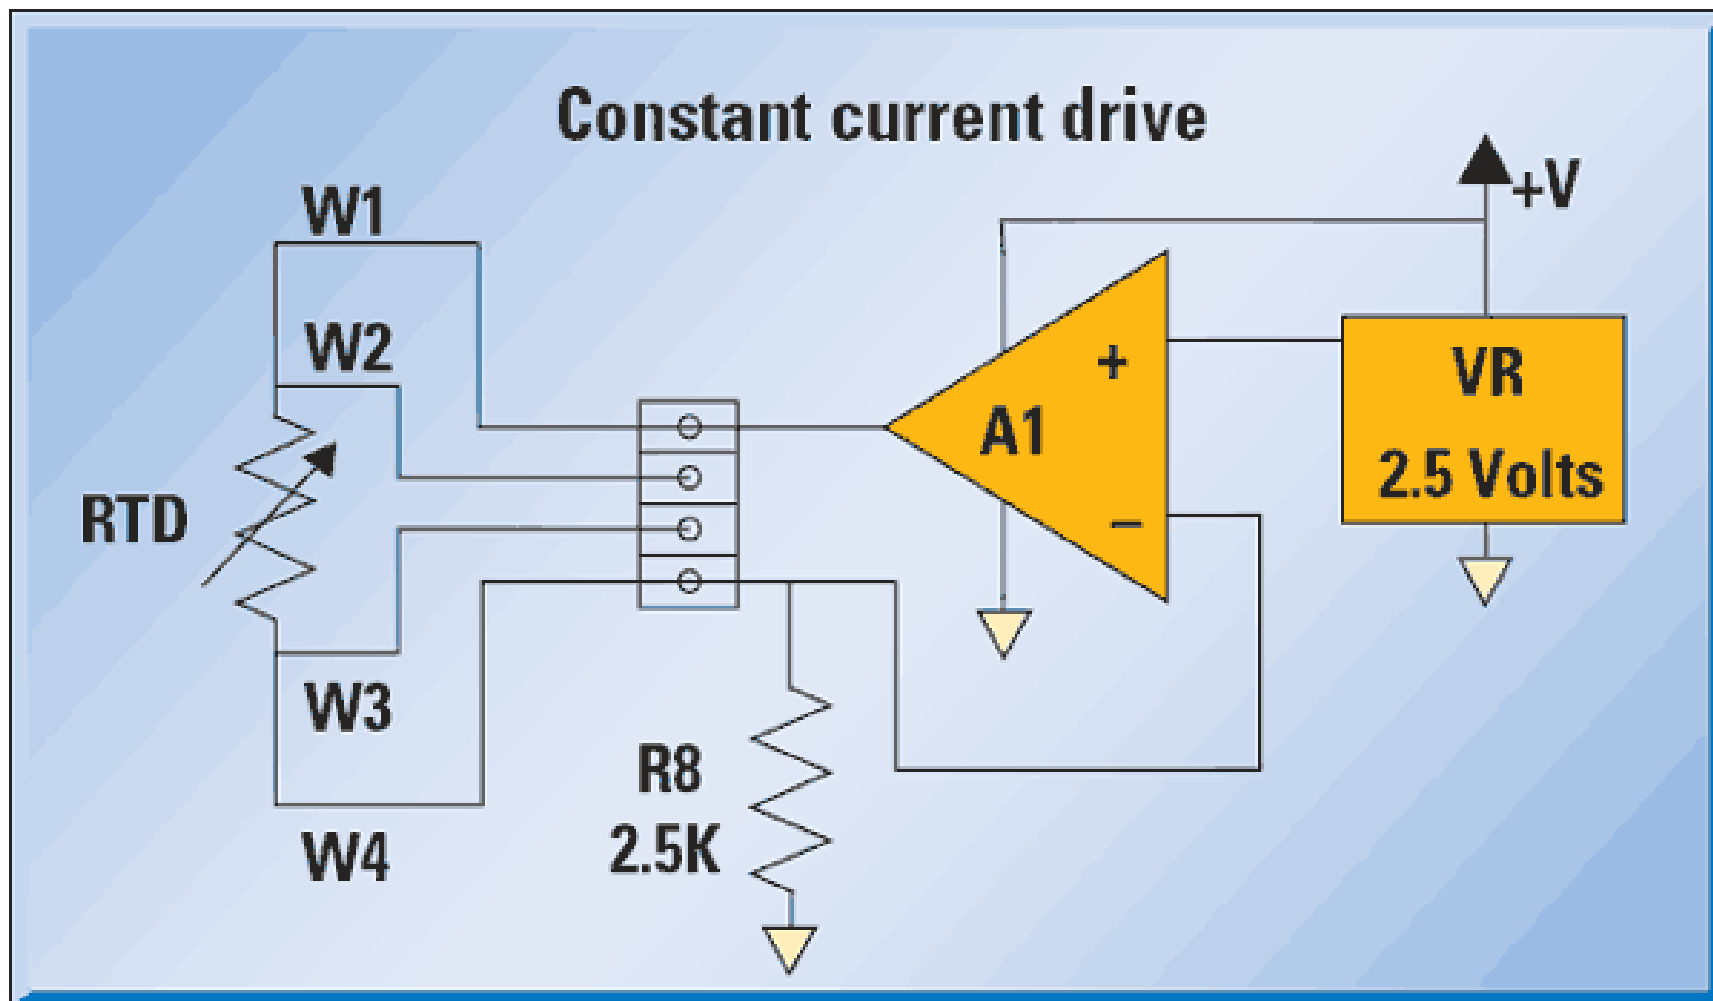 Constant current drive
+V
W1
W2
RTD
W3
W4
A1
+
−
VR
2.5 Volts
R8
2.5K